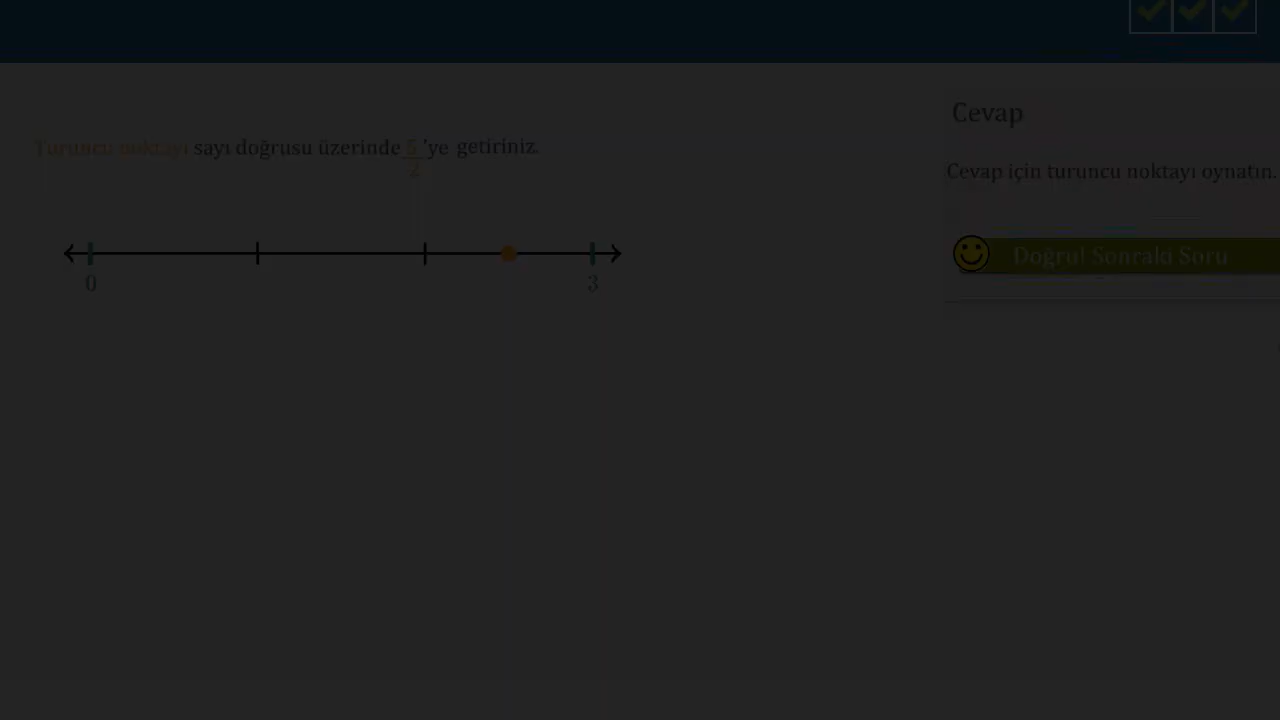 Turuncu noktayı sayı doğrusu üzerinde 5/2 'ye getiriniz.
0 3
Cevap
Cevap için turuncu noktayı oynatın.
Doğru! Sonraki Soru